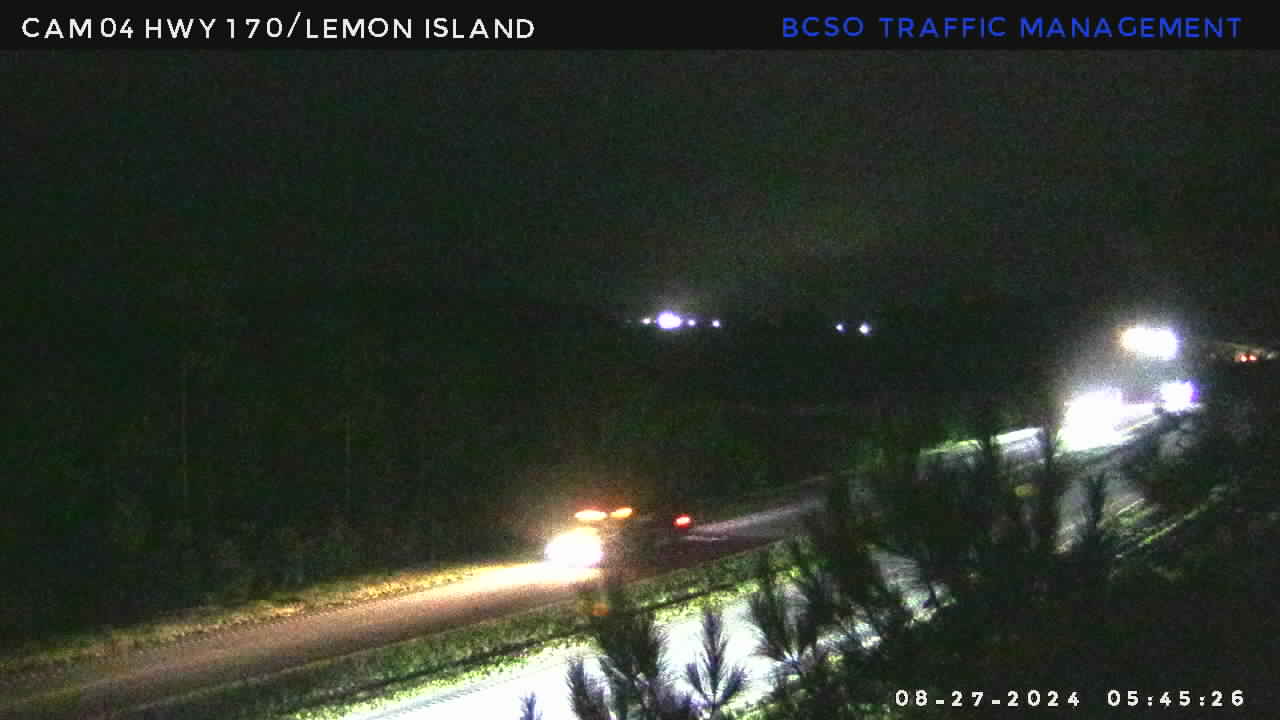 CAM04 HWY 170/LEMON ISLAND
BCSO TRAFFIC MANAGEMENT
08-27-2024 05:45:26